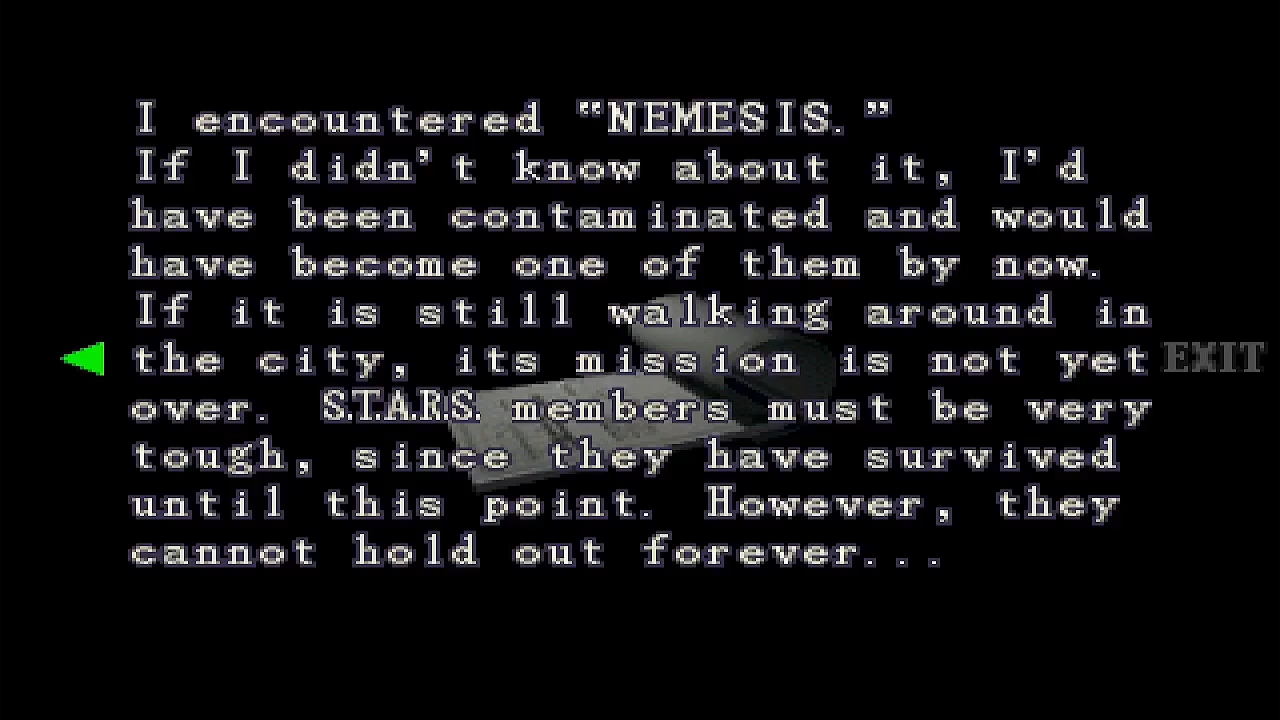 I encountered "NEMESIS."
If I didn't know about it, I'd
have been contaminated and would
have become one of them by now.
If it is still walking around in
the city, its mission is not yet
EXIT
over. S.T.A.R.S. members must be very
tough, since they have survived
until this point. However, they
cannot hold out forever...